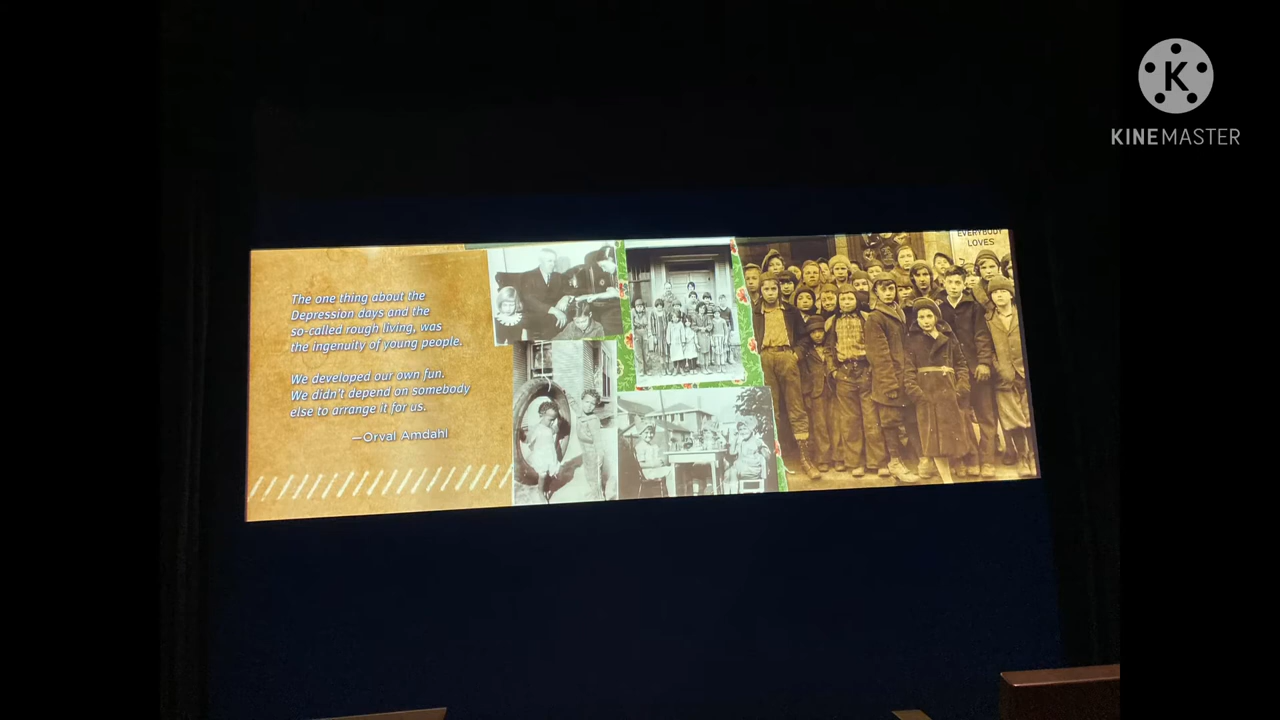 The one thing about the
Depression days and the
so-called rough living, was
the ingenuity of young people.
We developed our own fun.
We didn't depend on somebody
else to arrange it for us.
—Orval Amdahl
EVERYBODY
LOVES
K
KINEMASTER